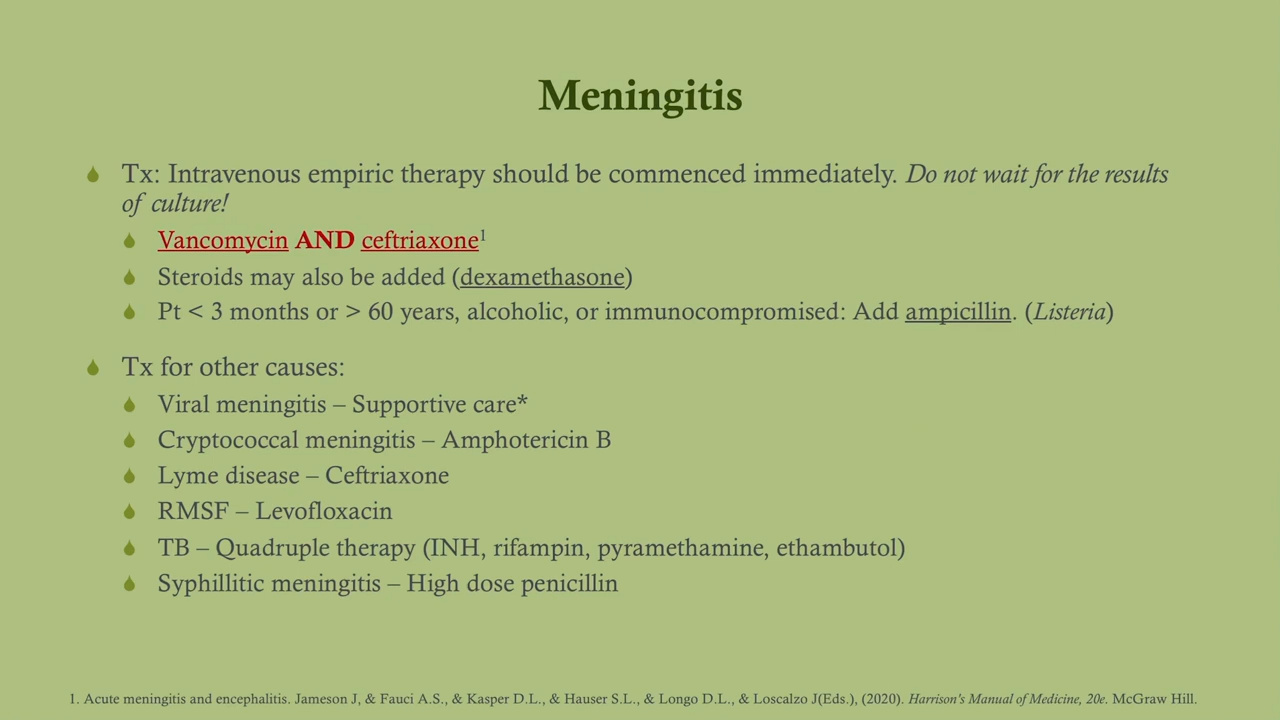 Meningitis
Tx: Intravenous empiric therapy should be commenced immediately. Do not wait for the results
of culture!
Vancomycin AND ceftriaxone1
Steroids may also be added (dexamethasone)
Pt < 3 months or > 60 years, alcoholic, or immunocompromised: Add ampicillin. (Listeria)
Tx for other causes:
Viral meningitis – Supportive care*
Cryptococcal meningitis – Amphotericin B
Lyme disease – Ceftriaxone
RMSF – Levofloxacin
TB – Quadruple therapy (INH, rifampin, pyramethamine, ethambutol)
Syphillitic meningitis – High dose penicillin
1. Acute meningitis and encephalitis. Jameson J, & Fauci A.S., & Kasper D.L., & Hauser S.L., & Longo D.L., & Loscalzo J(Eds.), (2020). Harrison's Manual of Medicine, 20e. McGraw Hill.